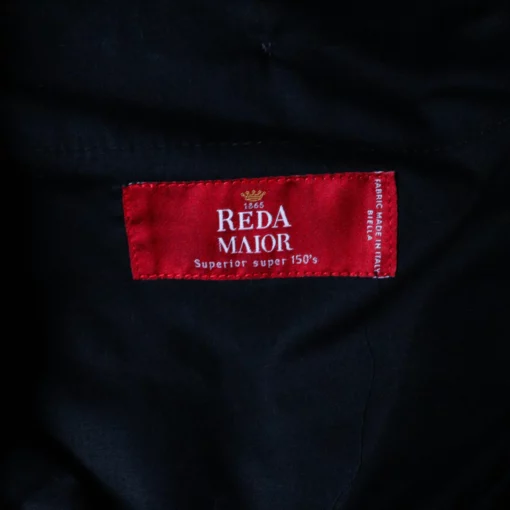 1865
REDA
MAIOR
Superior super 150's
FABRIC MADE IN ITALY
BIELLA